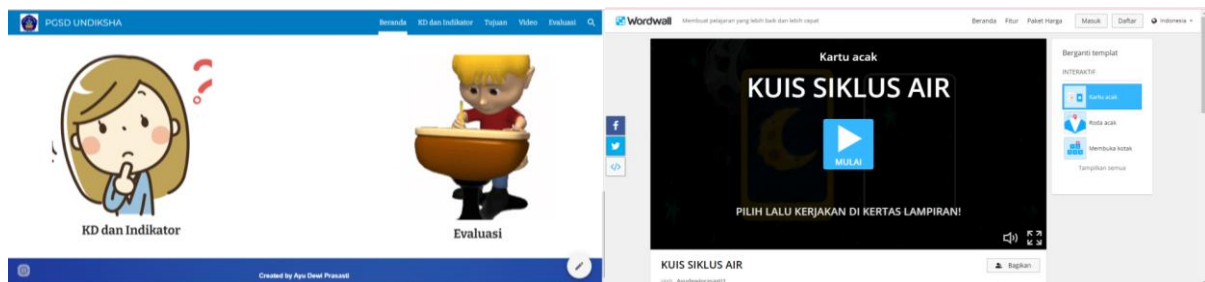 PGSD UNDIKSHA
Beranda KD dan Indikator Tujuan Video Evaluasi
KD dan Indikator
Evaluasi
Created by Ayu Dewi Prasasti
Wordwall Membuat pelajaran yang lebih baik dan lebih cepat
Beranda Fitur Paket Harga Masuk Daftar Indonesia
Kartu acak
KUIS SIKLUS AIR
MULAI
PILIH LALU KERJAKAN DI KERTAS LAMPIRAN!
KUIS SIKLUS AIR
Bagikan
Berganti templat
INTERAKTIF
Kartu acak
Roda acak
Membuka kotak
Tampilkan semua